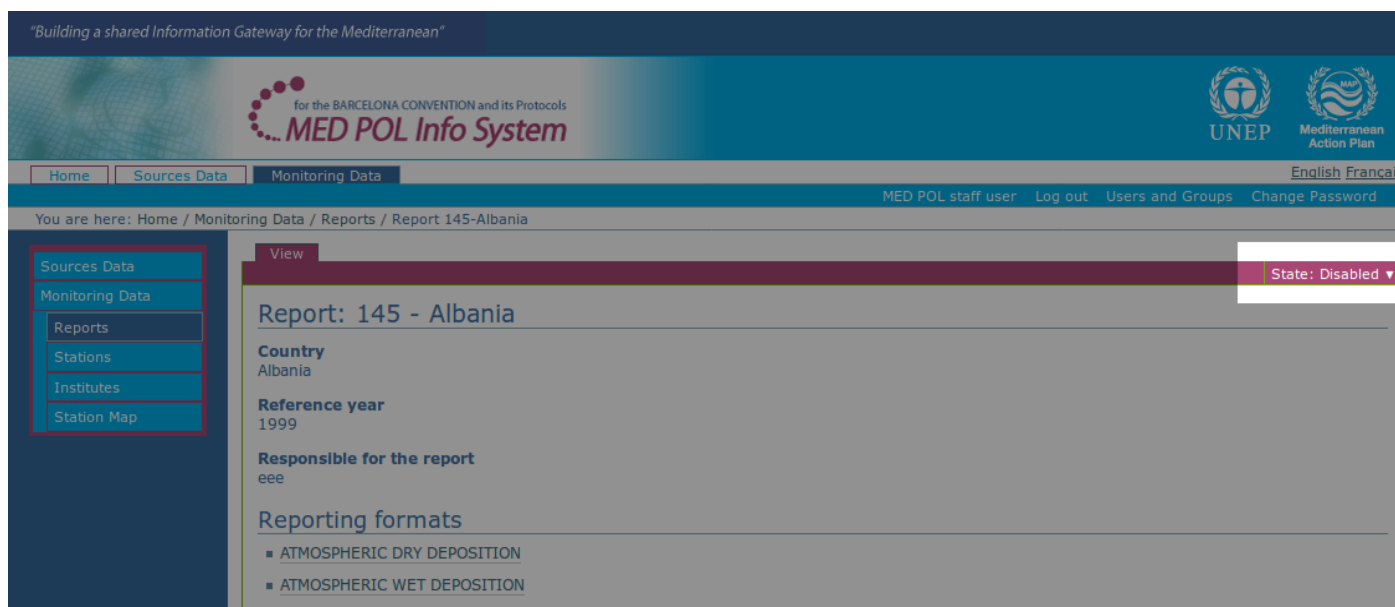 "Building a shared Information Gateway for the Mediterranean"
for the BARCELONA CONVENTION and its Protocols
MED POL Info System
UNEP
MAP
Mediterranean
Action Plan
Home Sources Data Monitoring Data
English Françai
MED POL staff user Log out Users and Groups Change Password
You are here: Home / Monitoring Data / Reports / Report 145-Albania
Sources Data
Monitoring Data
Reports
Stations
Institutes
Station Map
View
State: Disabled ▼
Report: 145 - Albania
Country
Albania
Reference year
1999
Responsible for the report
eee
Reporting formats
ATMOSPHERIC DRY DEPOSITION
ATMOSPHERIC WET DEPOSITION